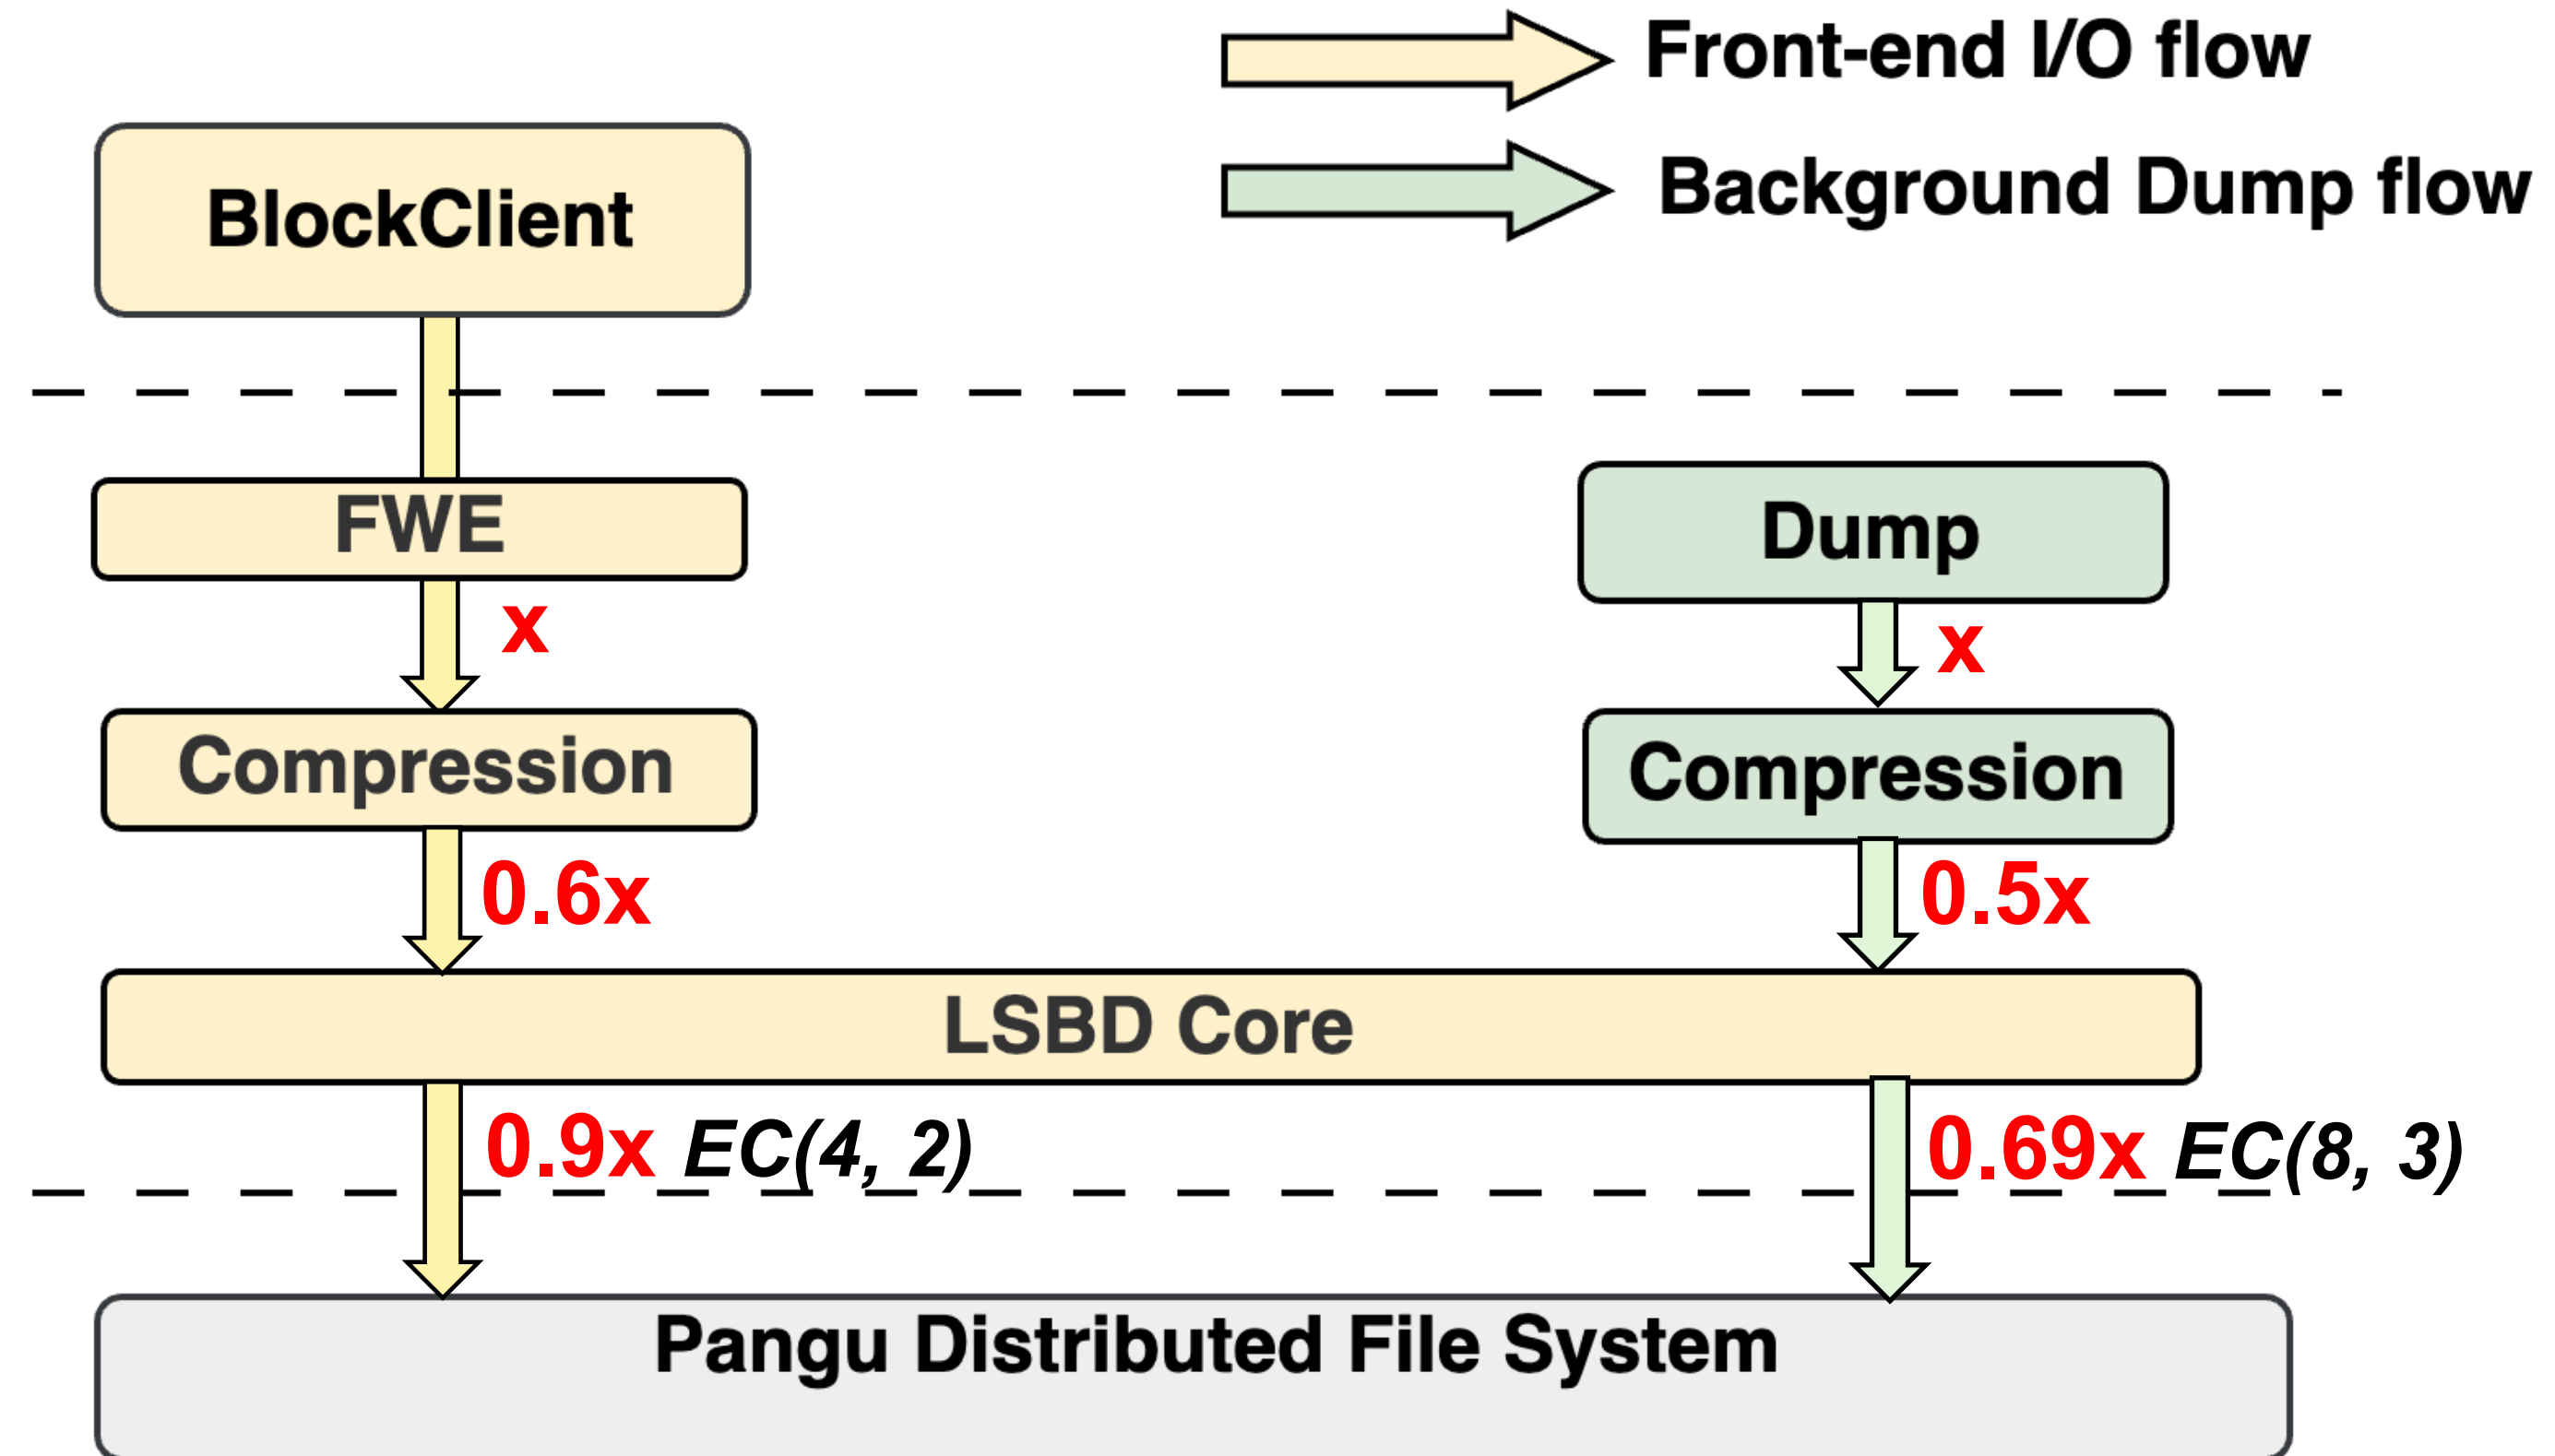 Front-end I/O flow
Background Dump flow
BlockClient
FWE
Dump
x
x
Compression
Compression
0.6x
0.5x
LSBD Core
0.9x EC(4, 2)
0.69x EC(8, 3)
Pangu Distributed File System